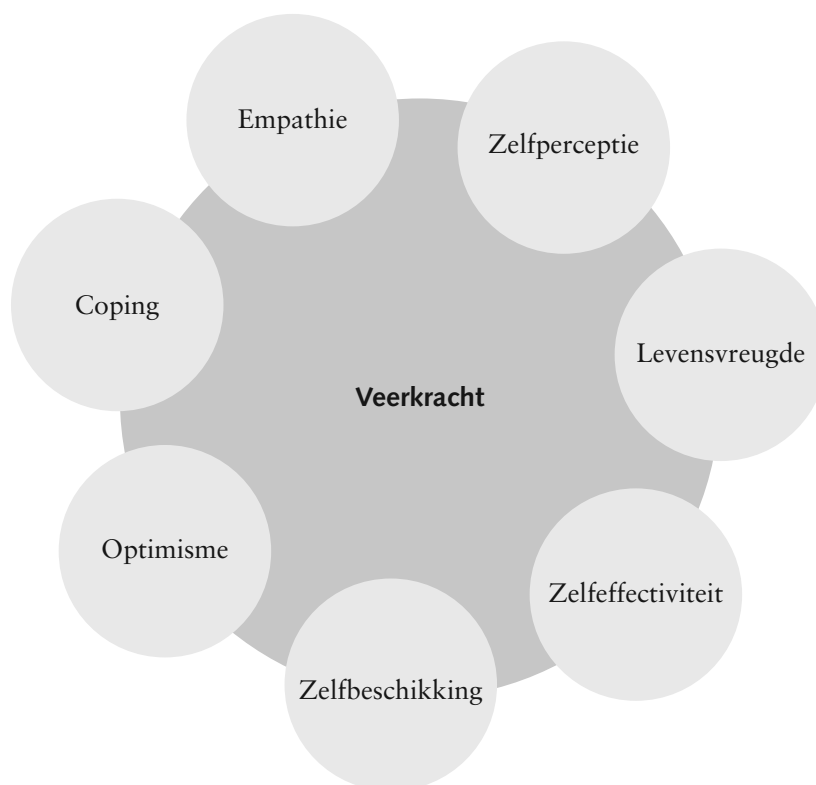 Empathie
Zelfperceptie
Coping
Levensvreugde
Veerkracht
Optimisme
Zelfeffectiviteit
Zelfbeschikking